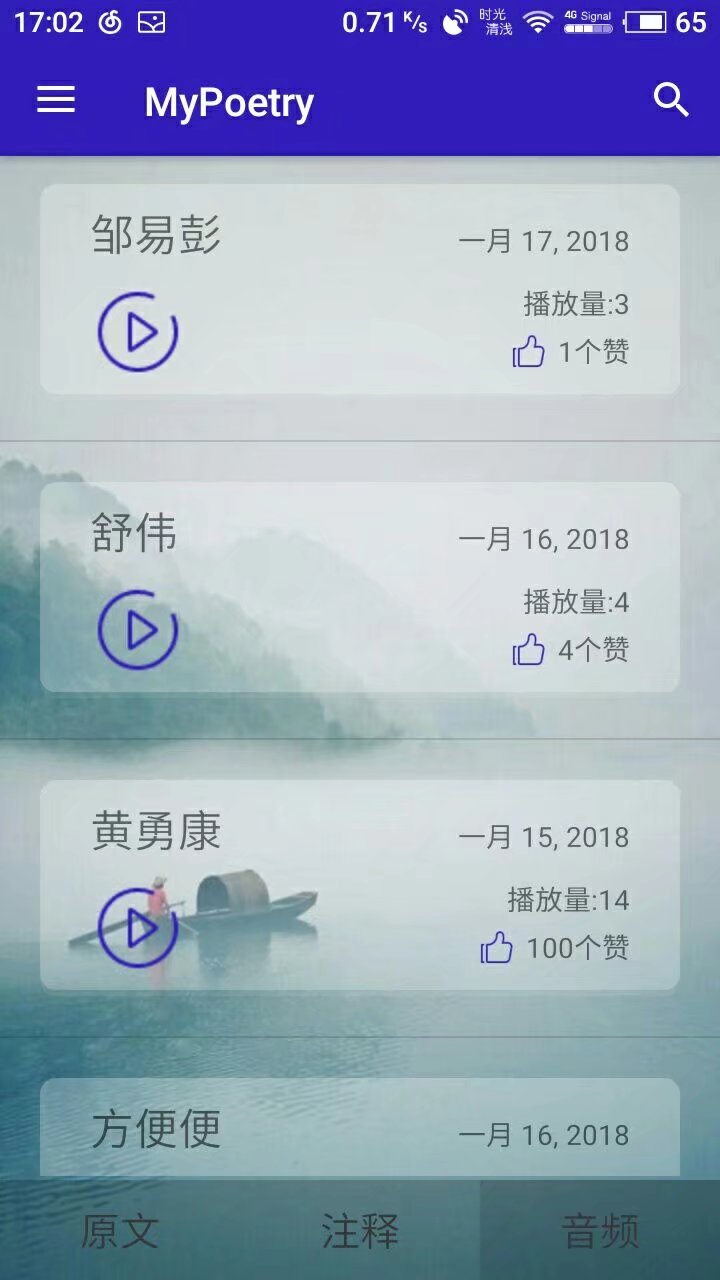 17:02 0.71 K/s 时光清浅 4G Signal 65
MyPoetry
邹易彭 一月 17, 2018
播放量:3
1个赞
舒伟 一月 16, 2018
播放量:4
4个赞
黄勇康 一月 15, 2018
播放量:14
100个赞
方便便 一月 16, 2018
原文 注释 音频